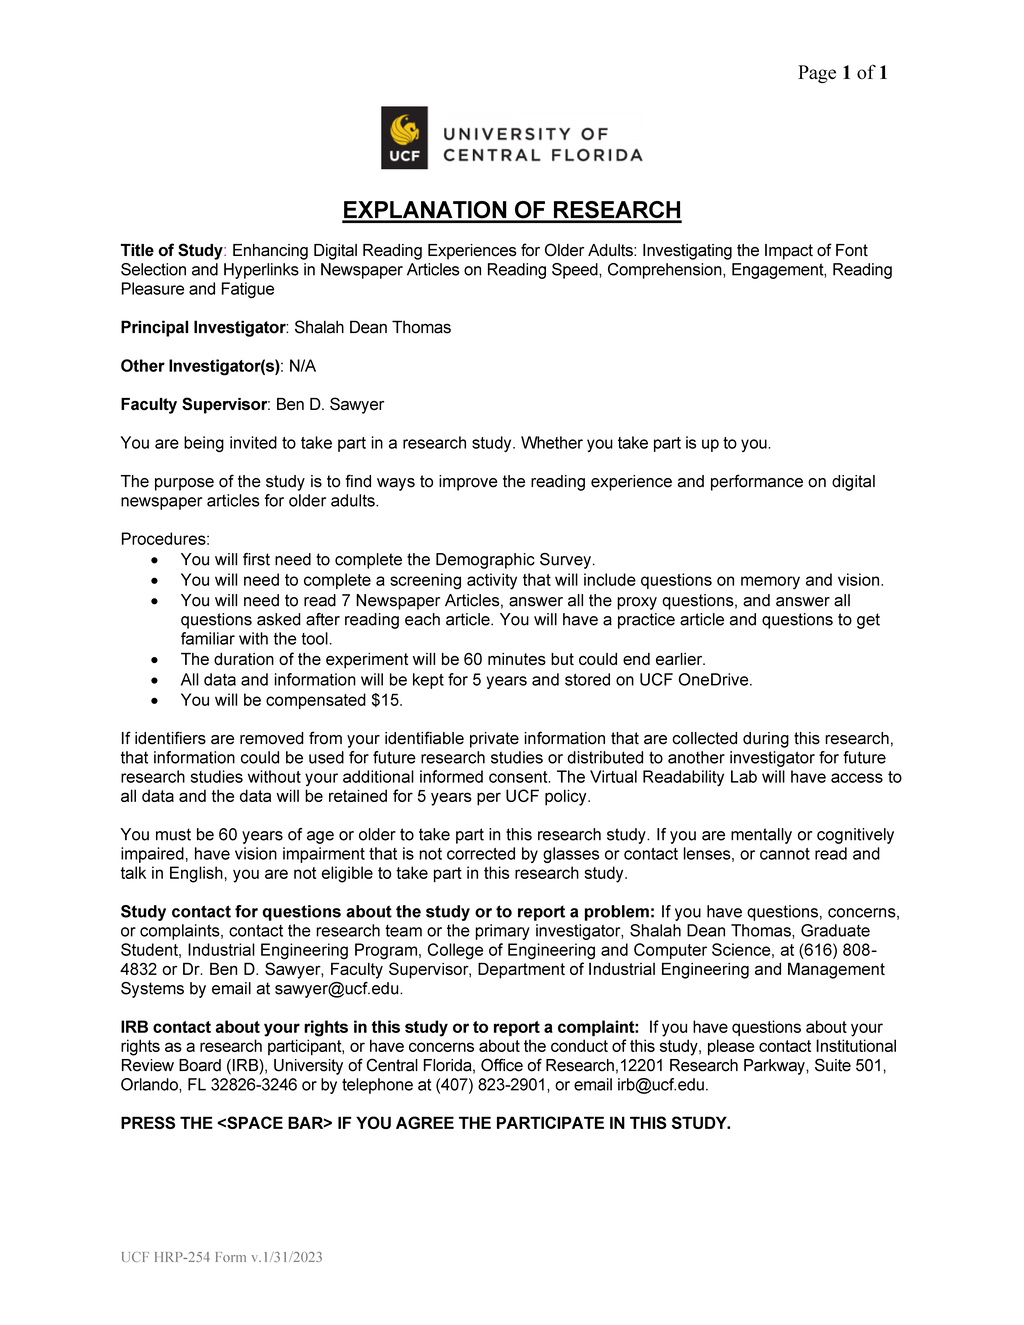 Page 1 of 1
UCF
UNIVERSITY OF
CENTRAL FLORIDA
EXPLANATION OF RESEARCH
Title of Study: Enhancing Digital Reading Experiences for Older Adults: Investigating the Impact of Font
Selection and Hyperlinks in Newspaper Articles on Reading Speed, Comprehension, Engagement, Reading
Pleasure and Fatigue
Principal Investigator: Shalah Dean Thomas
Other Investigator(s): N/A
Faculty Supervisor: Ben D. Sawyer
You are being invited to take part in a research study. Whether you take part is up to you.
The purpose of the study is to find ways to improve the reading experience and performance on digital
newspaper articles for older adults.
Procedures:
• You will first need to complete the Demographic Survey.
• You will need to complete a screening activity that will include questions on memory and vision.
• You will need to read 7 Newspaper Articles, answer all the proxy questions, and answer all
questions asked after reading each article. You will have a practice article and questions to get
familiar with the tool.
• The duration of the experiment will be 60 minutes but could end earlier.
• All data and information will be kept for 5 years and stored on UCF OneDrive.
• You will be compensated $15.
If identifiers are removed from your identifiable private information that are collected during this research,
that information could be used for future research studies or distributed to another investigator for future
research studies without your additional informed consent. The Virtual Readability Lab will have access to
all data and the data will be retained for 5 years per UCF policy.
You must be 60 years of age or older to take part in this research study. If you are mentally or cognitively
impaired, have vision impairment that is not corrected by glasses or contact lenses, or cannot read and
talk in English, you are not eligible to take part in this research study.
Study contact for questions about the study or to report a problem: If you have questions, concerns,
or complaints, contact the research team or the primary investigator, Shalah Dean Thomas, Graduate
Student, Industrial Engineering Program, College of Engineering and Computer Science, at (616) 808-
4832 or Dr. Ben D. Sawyer, Faculty Supervisor, Department of Industrial Engineering and Management
Systems by email at sawyer@ucf.edu.
IRB contact about your rights in this study or to report a complaint: If you have questions about your
rights as a research participant, or have concerns about the conduct of this study, please contact Institutional
Review Board (IRB), University of Central Florida, Office of Research,12201 Research Parkway, Suite 501,
Orlando, FL 32826-3246 or by telephone at (407) 823-2901, or email irb@ucf.edu.
PRESS THE <SPACE BAR> IF YOU AGREE THE PARTICIPATE IN THIS STUDY.
UCF HRP-254 Form v.1/31/2023